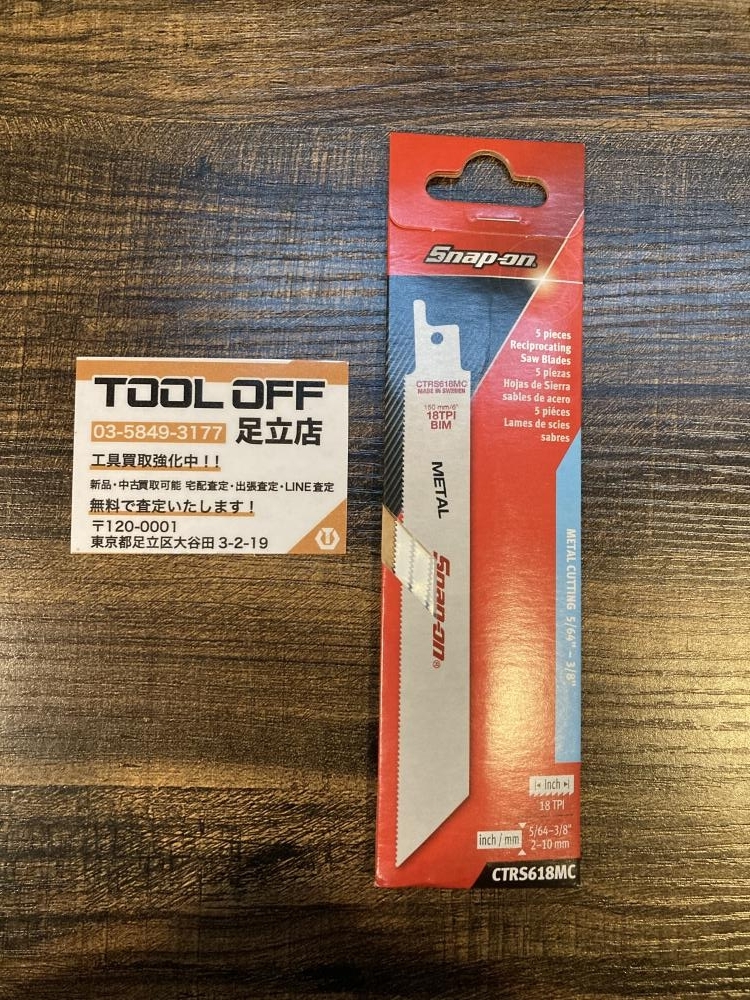 TOOL OFF
03-5849-3177 足立店
工具買取強化中!!
新品・中古買取可能 宅配査定・出張査定・LINE査定
無料で査定いたします!
〒120-0001
東京都足立区大谷田3-2-19
Snap-on
5 pieces
Reciprocating
Saw Blades
5 piezas
Hojas de Sierra
sables de acero
5 pièces
Lames de scies
sabres
CTRS618MC
MADE IN SWEDEN
150 mm/6"
18TPI
BIM
METAL
Snap-on®
METAL CUTTING 5/64" – 3/8"
Inch
18 TPI
inch / mm
5/64–3/8"
2–10 mm
CTRS618MC